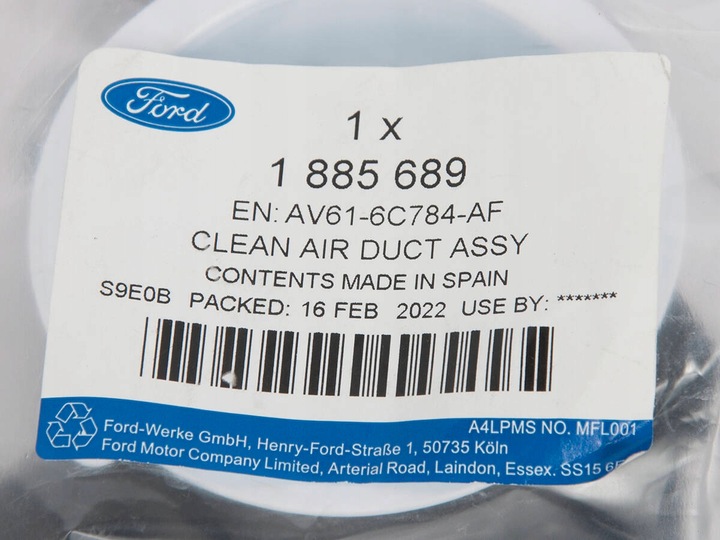 Ford
1 x
1 885 689
EN: AV61-6C784-AF
CLEAN AIR DUCT ASSY
CONTENTS MADE IN SPAIN
S9E0B PACKED: 16 FEB 2022 USE BY: *******
A4LPMS NO. MFL001
Ford-Werke GmbH, Henry-Ford-Straße 1, 50735 Köln
Ford Motor Company Limited, Arterial Road, Laindon, Essex. SS15